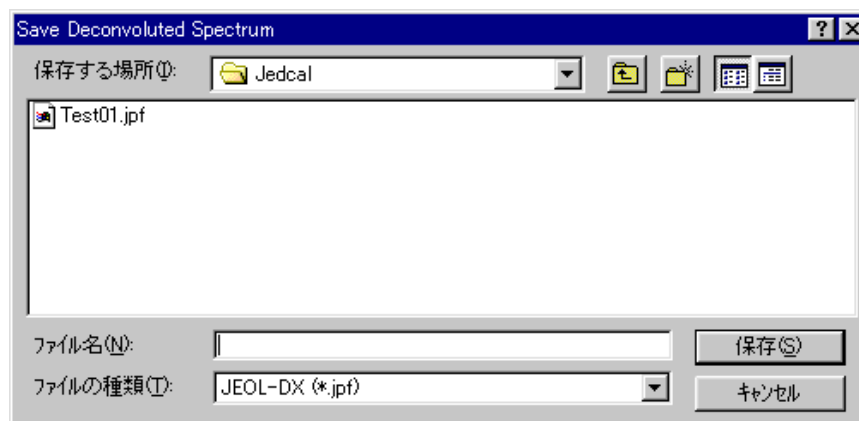 Save Deconvoluted Spectrum
保存する場所(I): Jedcal
Test01.jpf
ファイル名(N): 保存(S)
ファイルの種類(T): JEOL-DX (*.jpf) キャンセル